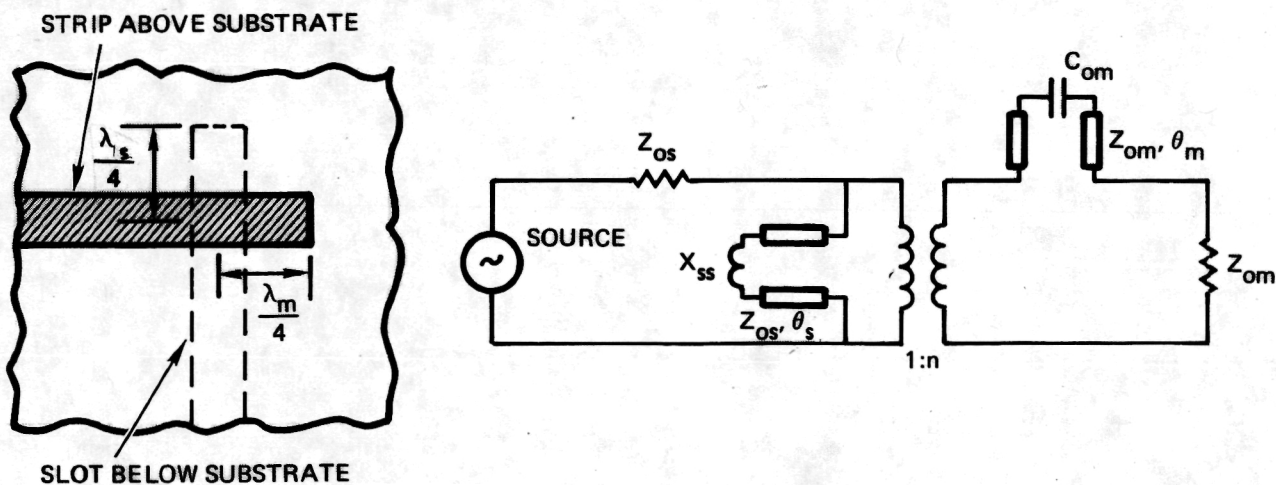 STRIP ABOVE SUBSTRATE
λs
4
λm
4
SLOT BELOW SUBSTRATE
Zos
SOURCE
~
Xss
Zos, θs
1:n
Com
Zom, θm
Zom